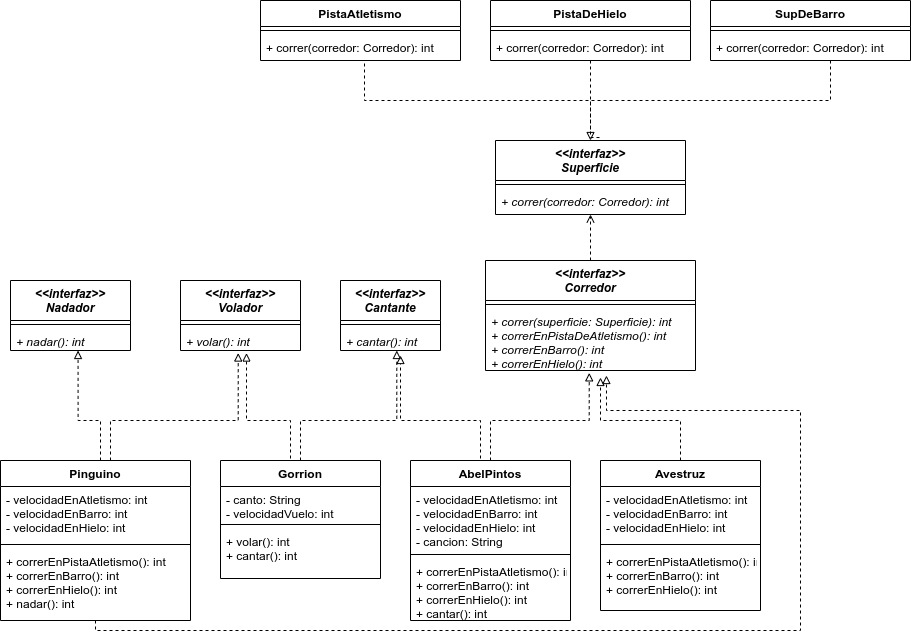 PistaAtletismo
+ correr(corredor: Corredor): int
PistaDeHielo
+ correr(corredor: Corredor): int
SupDeBarro
+ correr(corredor: Corredor): int
<<interfaz>>
Superficie
+ correr(corredor: Corredor): int
<<interfaz>>
Nadador
+ nadar(): int
<<interfaz>>
Volador
+ volar(): int
<<interfaz>>
Cantante
+ cantar(): int
<<interfaz>>
Corredor
+ correr(superficie: Superficie): int
+ correrEnPistaDeAtletismo(): int
+ correrEnBarro(): int
+ correrEnHielo(): int
Pinguino
- velocidadEnAtletismo: int
- velocidadEnBarro: int
- velocidadEnHielo: int
+ correrEnPistaAtletismo(): int
+ correrEnBarro(): int
+ correrEnHielo(): int
+ nadar(): int
Gorrion
- canto: String
- velocidadVuelo: int
+ volar(): int
+ cantar(): int
AbelPintos
- velocidadEnAtletismo: int
- velocidadEnBarro: int
- velocidadEnHielo: int
- cancion: String
+ correrEnPistaAtletismo(): i
+ correrEnBarro(): int
+ correrEnHielo(): int
+ cantar(): int
Avestruz
- velocidadEnAtletismo: int
- velocidadEnBarro: int
- velocidadEnHielo: int
+ correrEnPistaAtletismo(): i
+ correrEnBarro(): int
+ correrEnHielo(): int